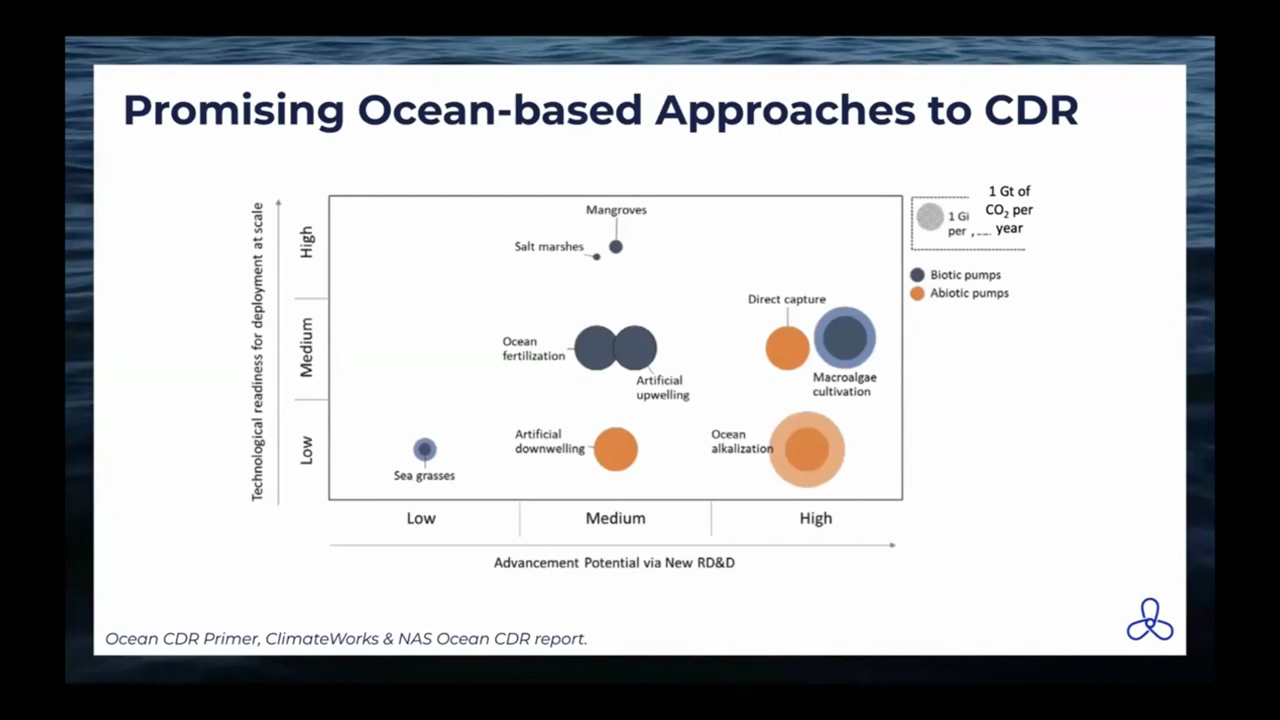 Promising Ocean-based Approaches to CDR
Technological readiness for deployment at scale
High
Medium
Low
Mangroves
Salt marshes
Direct capture
Ocean
fertilization
Artificial
upwelling
Macroalgae
cultivation
Artificial
downwelling
Ocean
alkalization
Sea grasses
Low
Medium
High
Advancement Potential via New RD&D
1 Gt of
CO₂ per
year
per
Biotic pumps
Abiotic pumps
Ocean CDR Primer, ClimateWorks & NAS Ocean CDR report.